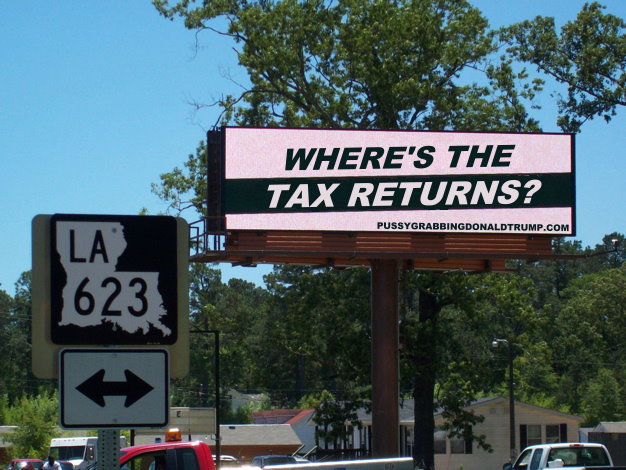 WHERE'S THE
TAX RETURNS?
PUSSYGRABBINGDONALDTRUMP.COM
LA
623